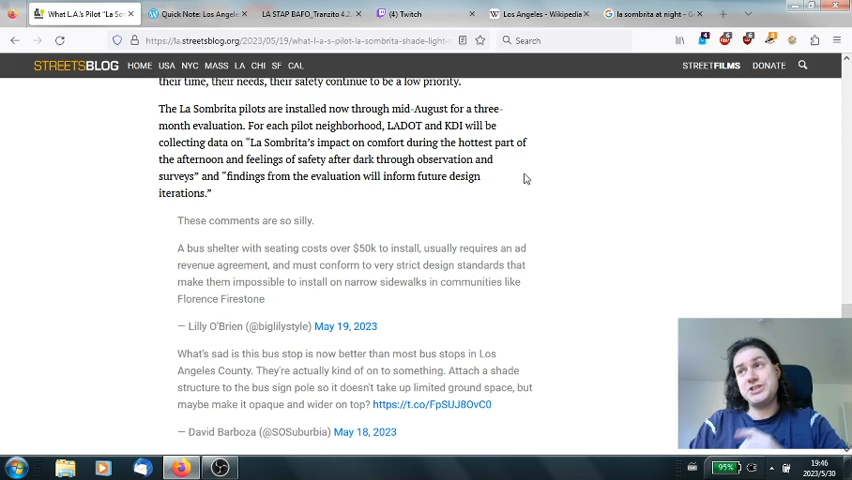 What L.A.'s Pilot "La Som
Quick Note: Los Angeles
LA STAP BAFO_Tranzito 4.2.
Twitch
Los Angeles - Wikipedia
la sombrita at night - G
https://la.streetsblog.org/2023/05/19/what-l-a-s-pilot-la-sombrita-shade-light-
Search
STREETSBLOG HOME USA NYC MASS LA CHI SF CAL
STREETFILMS DONATE
their time, their needs, their safety continue to be a low priority.
The La Sombrita pilots are installed now through mid-August for a three-
month evaluation. For each pilot neighborhood, LADOT and KDI will be
collecting data on “La Sombrita’s impact on comfort during the hottest part of
the afternoon and feelings of safety after dark through observation and
surveys” and “findings from the evaluation will inform future design
iterations.”
These comments are so silly.
A bus shelter with seating costs over $50k to install, usually requires an ad
revenue agreement, and must conform to very strict design standards that
make them impossible to install on narrow sidewalks in communities like
Florence Firestone
— Lilly O'Brien (@biglilystyle) May 19, 2023
What's sad is this bus stop is now better than most bus stops in Los
Angeles County. They're actually kind of on to something. Attach a shade
structure to the bus sign pole so it doesn't take up limited ground space, but
maybe make it opaque and wider on top? https://t.co/FpSUJ8OvC0
— David Barboza (@SOSuburbia) May 18, 2023
95%
19:46
2023/5/30